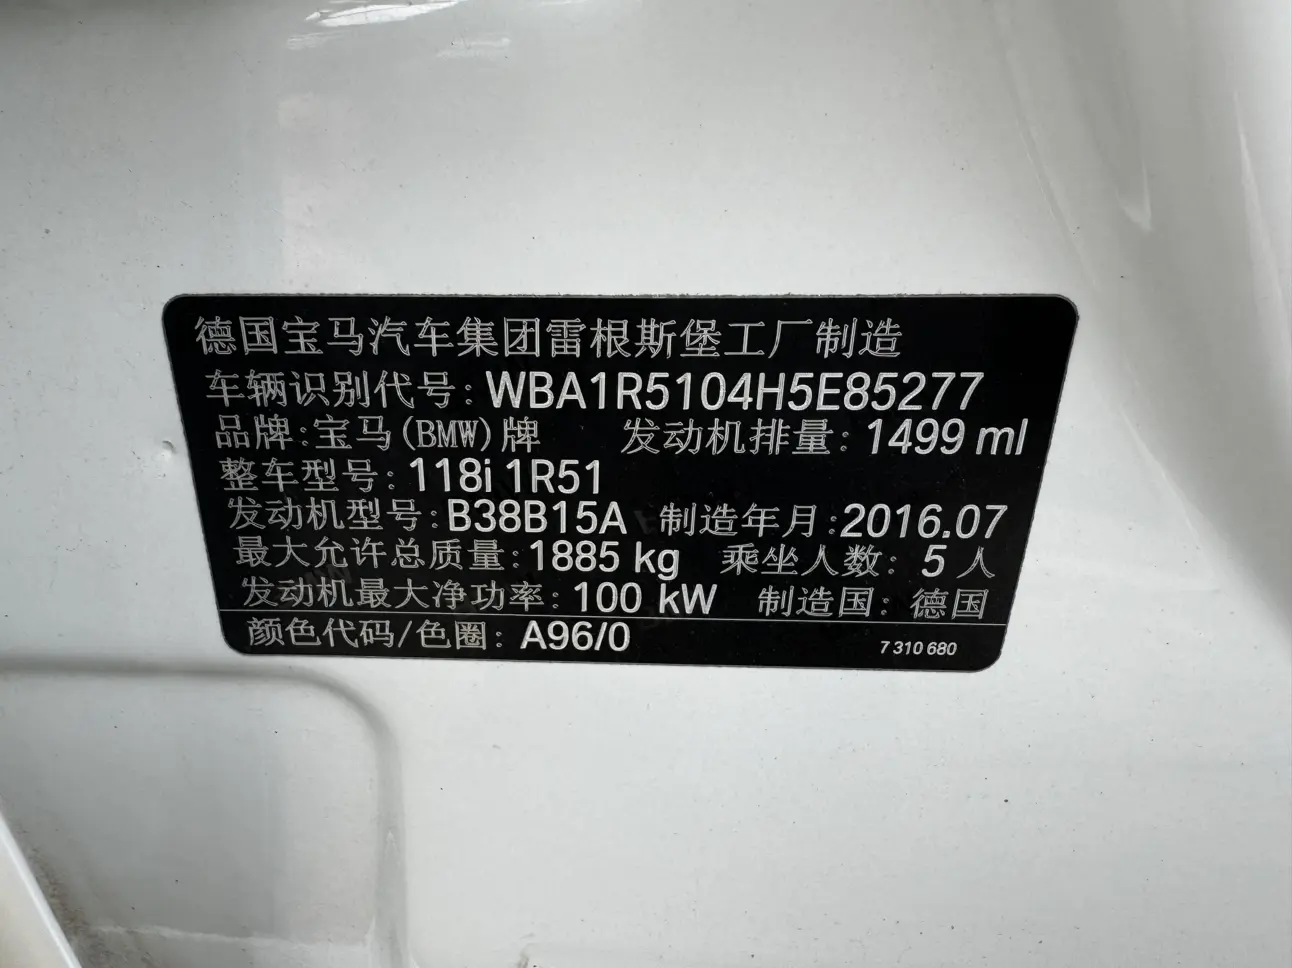 德国宝马汽车集团雷根斯堡工厂制造
车辆识别代号: WBA1R5104H5E85277
品牌:宝马(BMW)牌 发动机排量: 1499 ml
整车型号: 118i 1R51
发动机型号:B38B15A 制造年月:2016.07
最大允许总质量:1885 kg 乘坐人数: 5 人
发动机最大净功率: 100 kW 制造国: 德国
颜色代码/色圈: A96/0 7 310 680